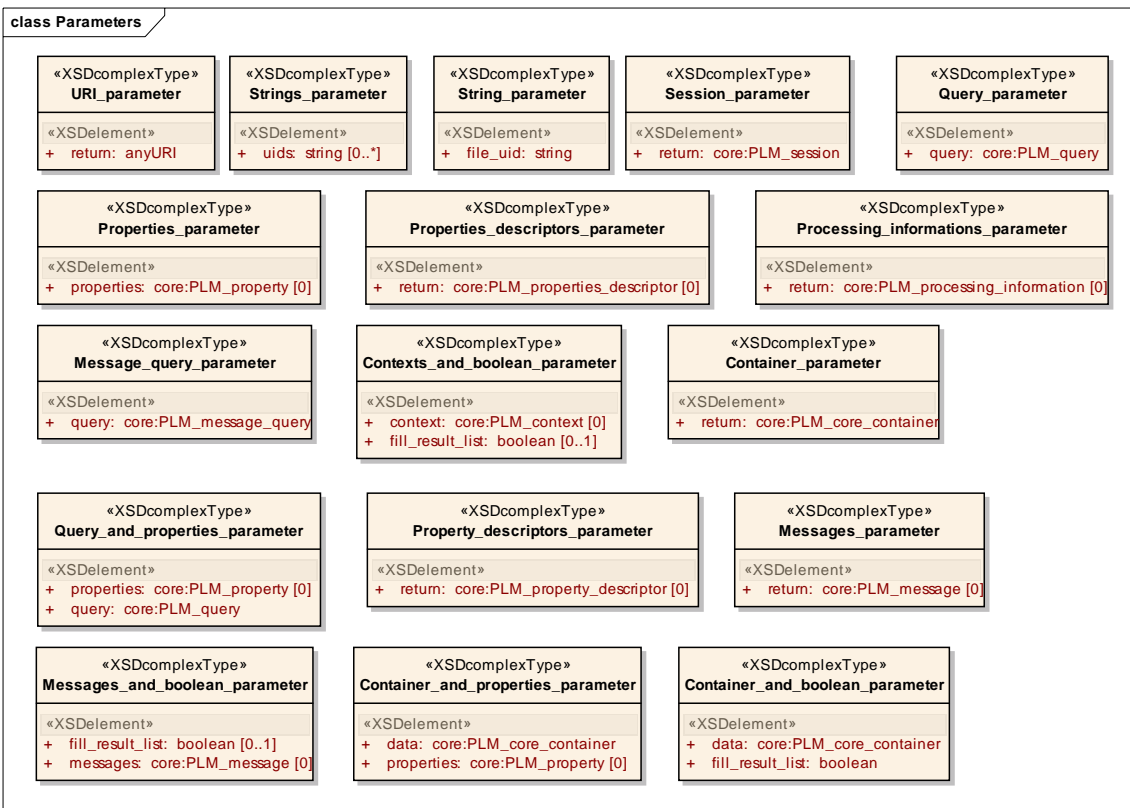 class Parameters
«XSDcomplexType»
URI_parameter
«XSDelement»
+ return: anyURI
«XSDcomplexType»
Strings_parameter
«XSDelement»
+ uids: string [0..*]
«XSDcomplexType»
String_parameter
«XSDelement»
+ file_uid: string
«XSDcomplexType»
Session_parameter
«XSDelement»
+ return: core:PLM_session
«XSDcomplexType»
Query_parameter
«XSDelement»
+ query: core:PLM_query
«XSDcomplexType»
Properties_parameter
«XSDelement»
+ properties: core:PLM_property [0]
«XSDcomplexType»
Properties_descriptors_parameter
«XSDelement»
+ return: core:PLM_properties_descriptor [0]
«XSDcomplexType»
Processing_informations_parameter
«XSDelement»
+ return: core:PLM_processing_information [0]
«XSDcomplexType»
Message_query_parameter
«XSDelement»
+ query: core:PLM_message_query
«XSDcomplexType»
Contexts_and_boolean_parameter
«XSDelement»
+ context: core:PLM_context [0]
+ fill_result_list: boolean [0..1]
«XSDcomplexType»
Container_parameter
«XSDelement»
+ return: core:PLM_core_container
«XSDcomplexType»
Query_and_properties_parameter
«XSDelement»
+ properties: core:PLM_property [0]
+ query: core:PLM_query
«XSDcomplexType»
Property_descriptors_parameter
«XSDelement»
+ return: core:PLM_property_descriptor [0]
«XSDcomplexType»
Messages_parameter
«XSDelement»
+ return: core:PLM_message [0]
«XSDcomplexType»
Messages_and_boolean_parameter
«XSDelement»
+ fill_result_list: boolean [0..1]
+ messages: core:PLM_message [0]
«XSDcomplexType»
Container_and_properties_parameter
«XSDelement»
+ data: core:PLM_core_container
+ properties: core:PLM_property [0]
«XSDcomplexType»
Container_and_boolean_parameter
«XSDelement»
+ data: core:PLM_core_container
+ fill_result_list: boolean